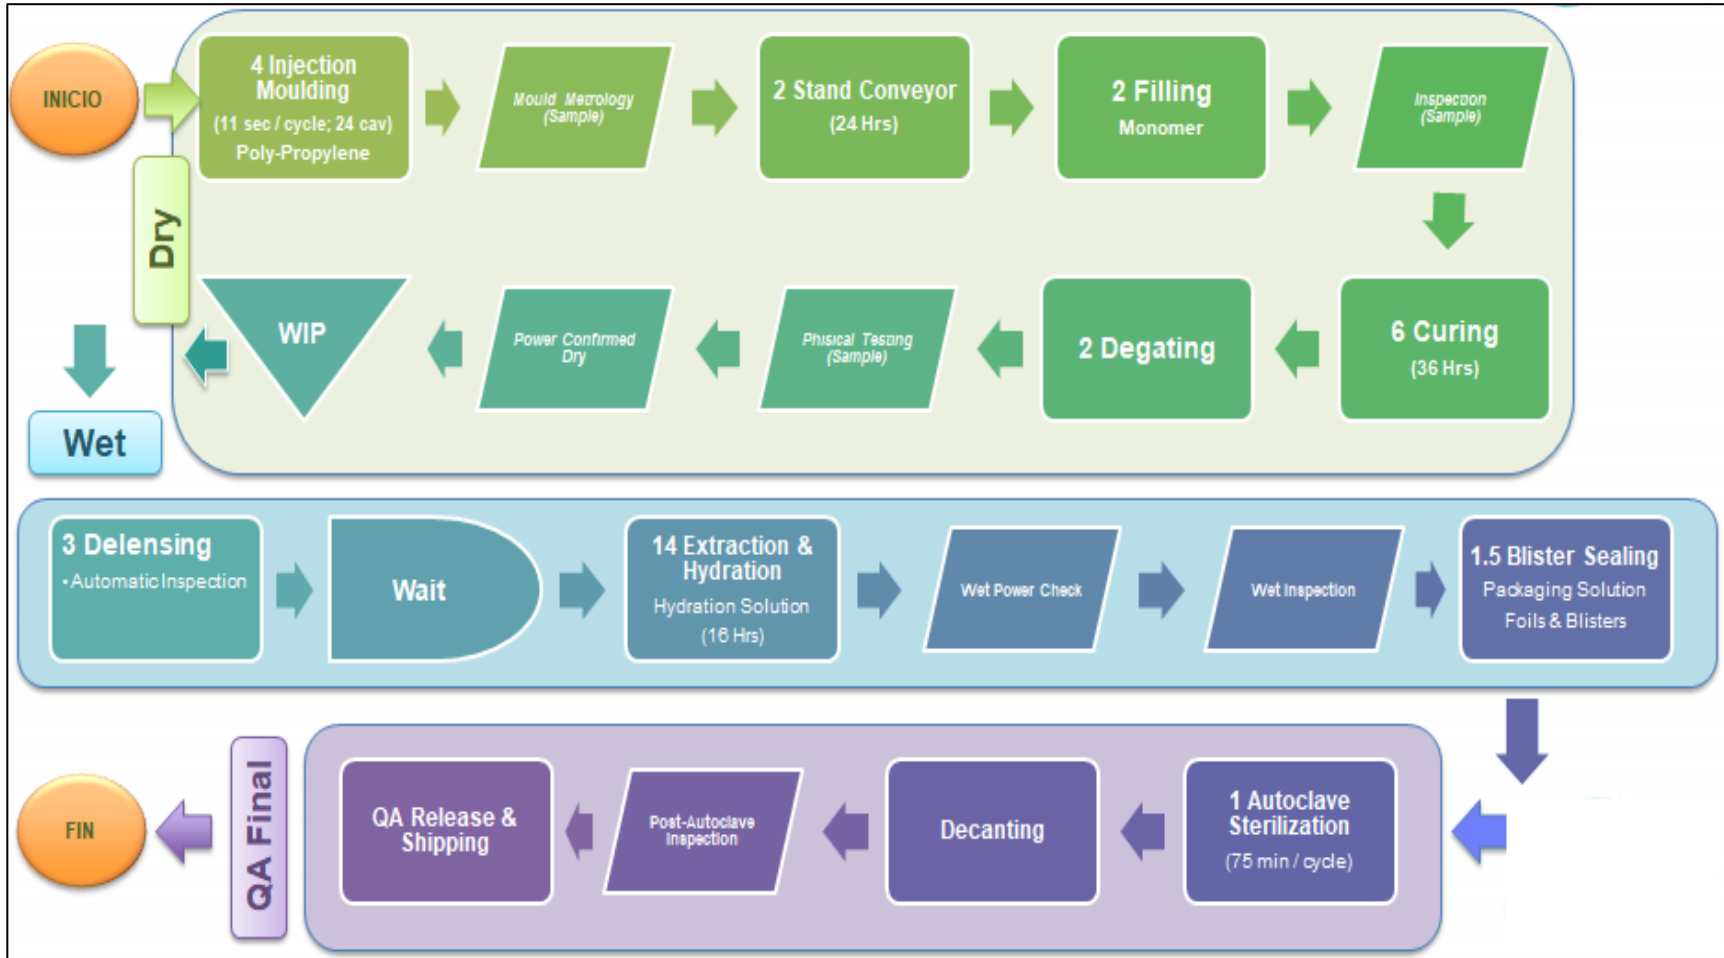 INICIO
4 Injection
Moulding
(11 sec / cycle; 24 cav)
Poly-Propylene
Mould Metrology
(Sample)
2 Stand Conveyor
(24 Hrs)
2 Filling
Monomer
Inspection
(Sample)
Dry
WIP
Power Confirmed
Dry
Phisical Testing
(Sample)
2 Degating
6 Curing
(36 Hrs)
Wet
3 Delensing
• Automatic Inspection
Wait
14 Extraction &
Hydration
Hydration Solution
(16 Hrs)
Wet Power Check
Wet Inspection
1.5 Blister Sealing
Packaging Solution
Foils & Blisters
FIN
QA Final
QA Release &
Shipping
Post-Autoclave
Inspection
Decanting
1 Autoclave
Sterilization
(75 min / cycle)